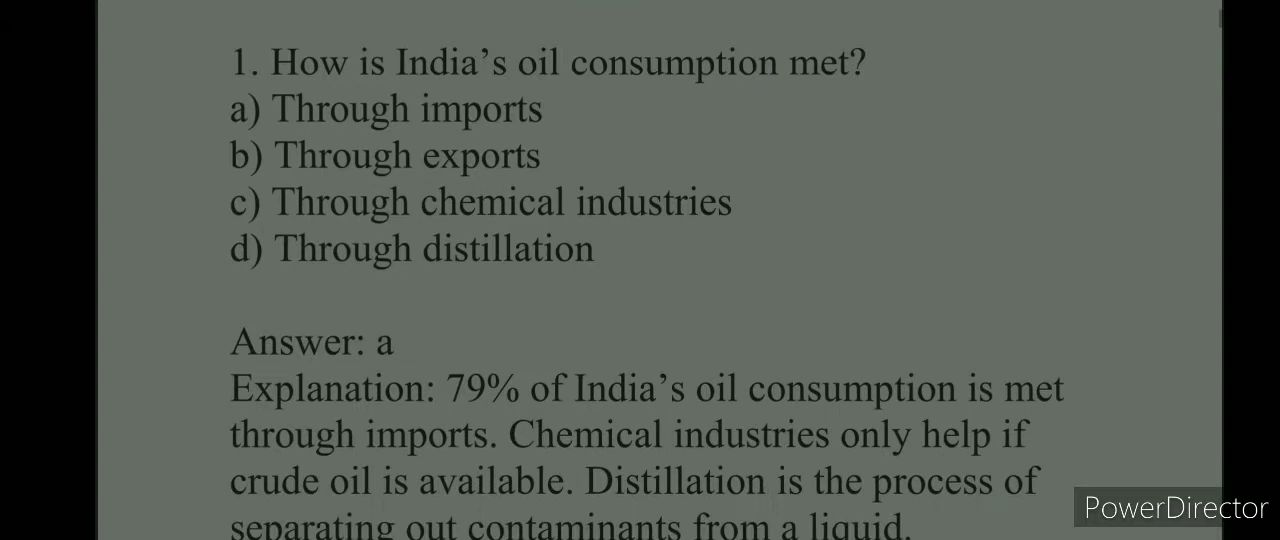 1. How is India’s oil consumption met?
a) Through imports
b) Through exports
c) Through chemical industries
d) Through distillation
Answer: a
Explanation: 79% of India’s oil consumption is met
through imports. Chemical industries only help if
crude oil is available. Distillation is the process of
separating out contaminants from a liquid.
PowerDirector